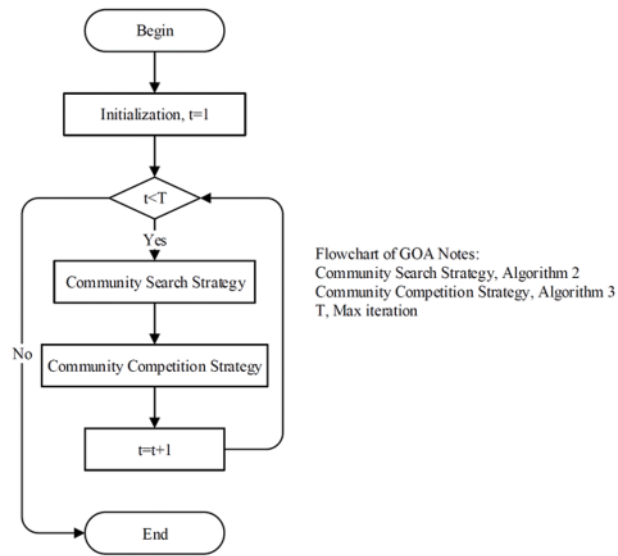 Begin
Initialization, t=1
t<T
Yes
Community Search Strategy
No
Community Competition Strategy
t=t+1
End
Flowchart of GOA Notes:
Community Search Strategy, Algorithm 2
Community Competition Strategy, Algorithm 3
T, Max iteration